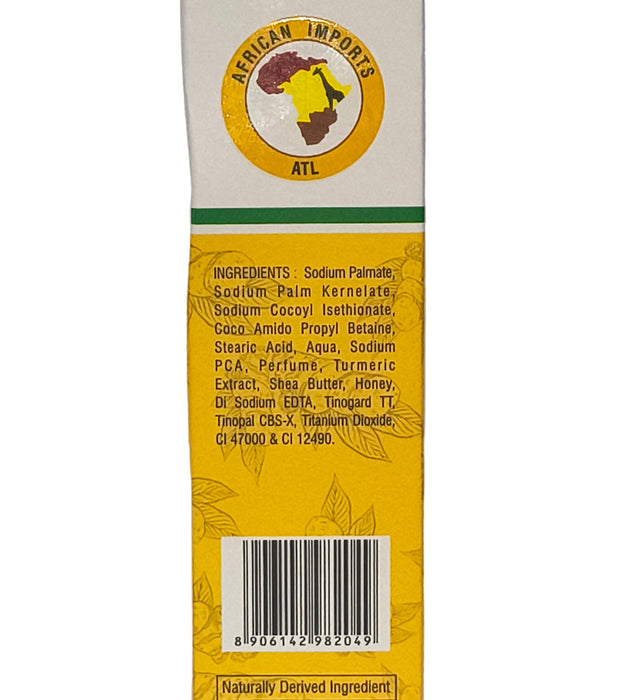 AFRICAN IMPORTS
ATL
INGREDIENTS : Sodium Palmate,
Sodium Palm Kernelate,
Sodium Cocoyl Isethionate,
Coco Amido Propyl Betaine,
Stearic Acid, Aqua, Sodium
PCA, Perfume, Turmeric
Extract, Shea Butter, Honey,
Di Sodium EDTA, Tinogard TT,
Tinopal CBS-X, Titanium Dioxide,
CI 47000 & CI 12490.
8 906142 982049
Naturally Derived Ingredient